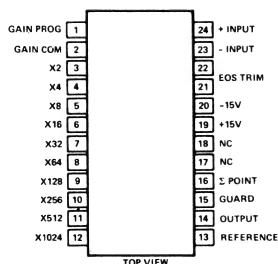 GAIN PROG 1 24 + INPUT
GAIN COM 2 23 - INPUT
X2 3 22
EOS TRIM
X4 4 21
X8 5 20 -15V
X16 6 19 +15V
X32 7 18 NC
X64 8 17 NC
X128 9 16 Σ POINT
X256 10 15 GUARD
X512 11 14 OUTPUT
X1024 12 13 REFERENCE
TOP VIEW